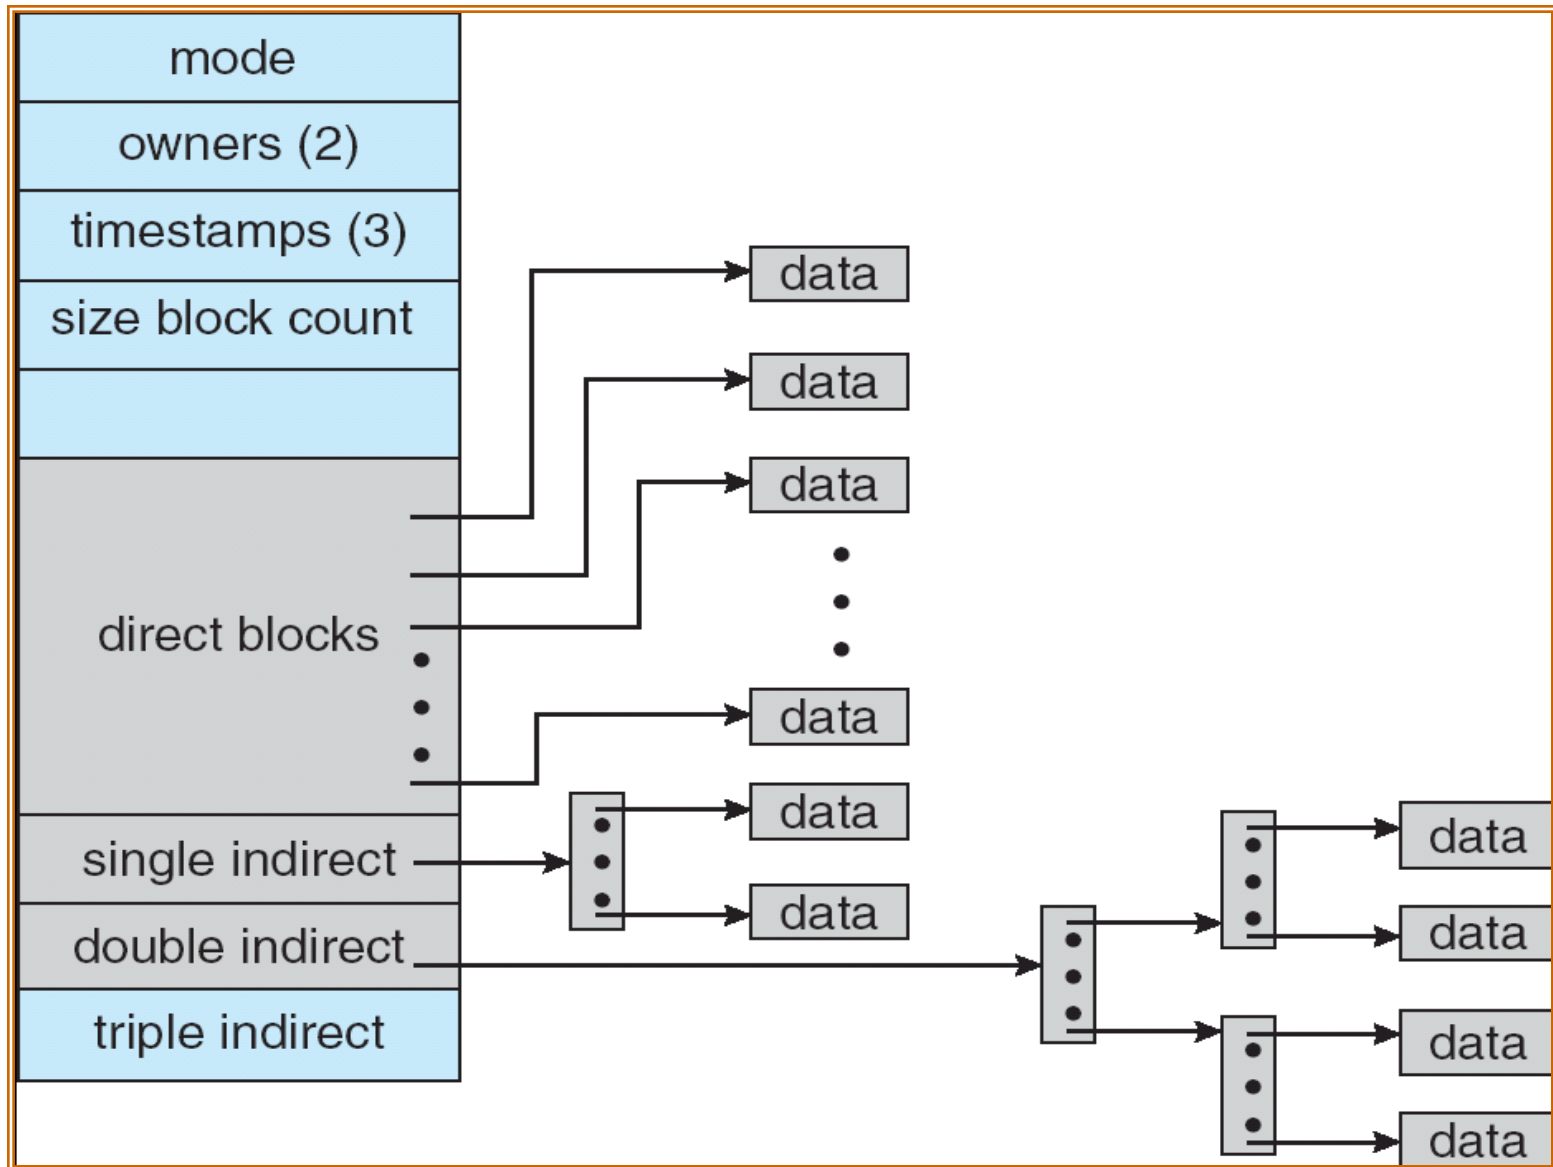 mode
owners (2)
timestamps (3)
size block count
direct blocks
single indirect
double indirect
triple indirect
data
data
data
data
data
data
data
data
data
data